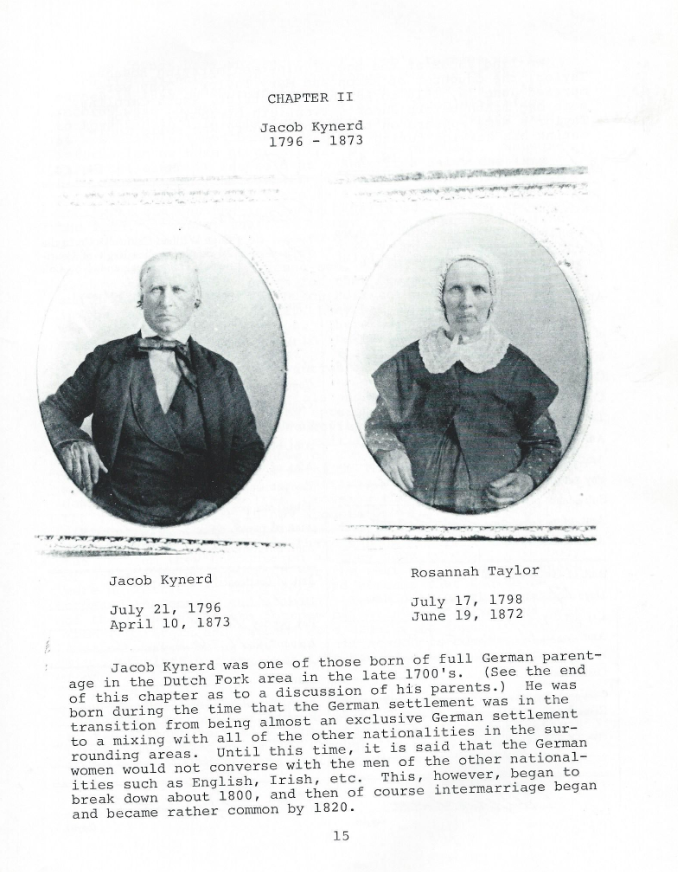 CHAPTER II
Jacob Kynerd
1796 - 1873
Jacob Kynerd
July 21, 1796
April 10, 1873
Rosannah Taylor
July 17, 1798
June 19, 1872
Jacob Kynerd was one of those born of full German parent-
age in the Dutch Fork area in the late 1700's. (See the end
of this chapter as to a discussion of his parents.) He was
born during the time that the German settlement was in the
transition from being almost an exclusive German settlement
to a mixing with all of the other nationalities in the sur-
rounding areas. Until this time, it is said that the German
women would not converse with the men of the other national-
ities such as English, Irish, etc. This, however, began to
break down about 1800, and then of course intermarriage began
and became rather common by 1820.
15